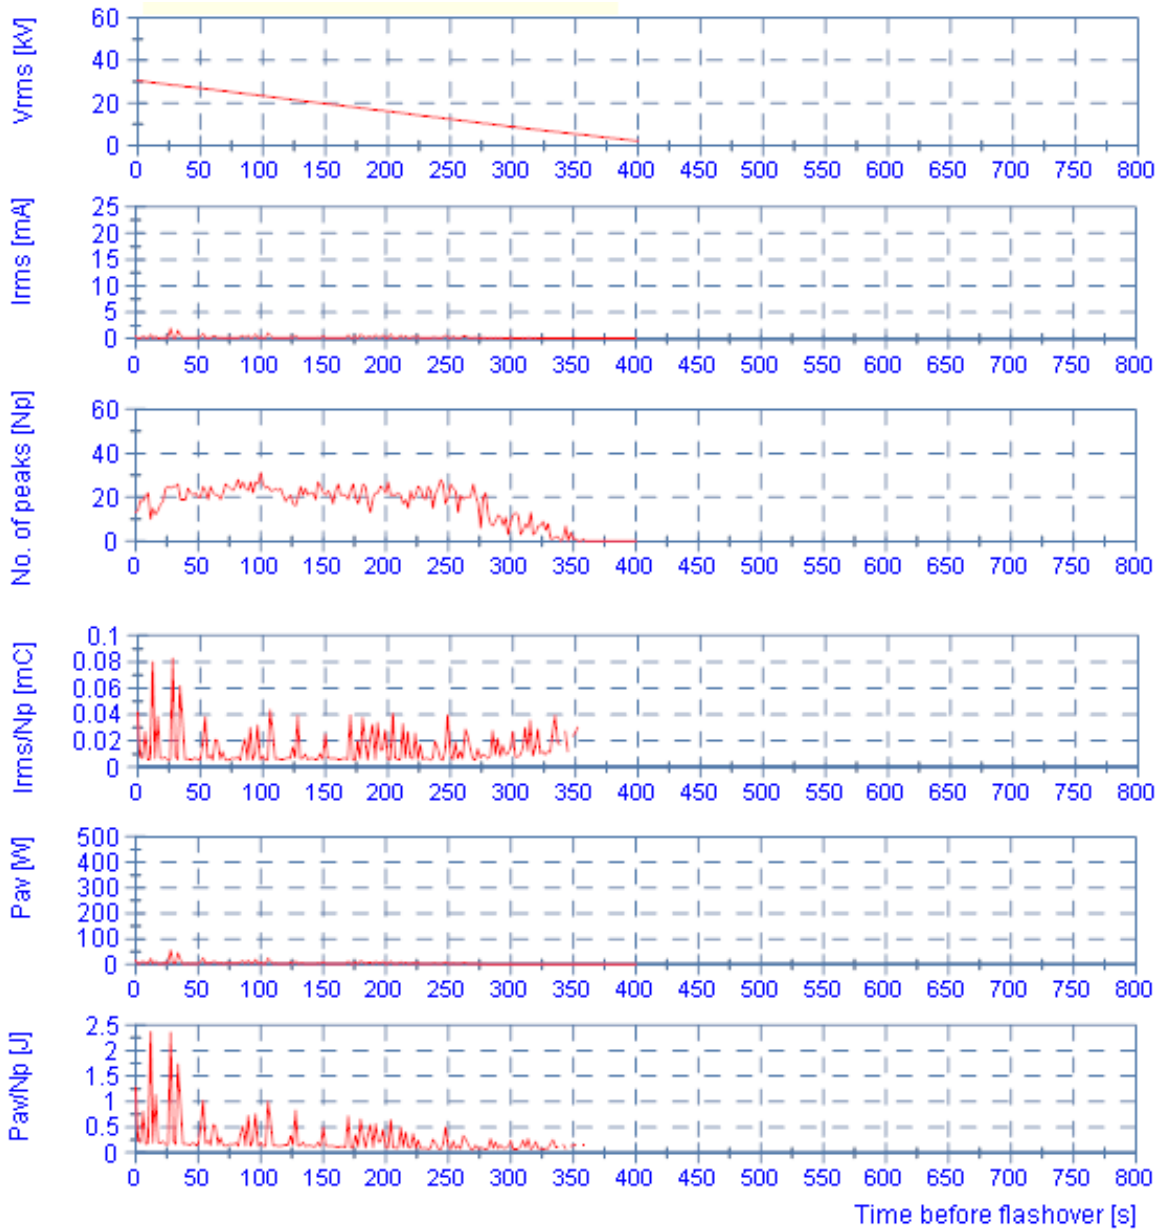 Vrms [kV]
60
40
20
0
0 50 100 150 200 250 300 350 400 450 500 550 600 650 700 750 800
Irms [mA]
25
20
15
10
5
0
0 50 100 150 200 250 300 350 400 450 500 550 600 650 700 750 800
No. of peaks [Np]
60
40
20
0
0 50 100 150 200 250 300 350 400 450 500 550 600 650 700 750 800
Irms/Np [mC]
0.1
0.08
0.06
0.04
0.02
0
0 50 100 150 200 250 300 350 400 450 500 550 600 650 700 750 800
Pav [W]
500
400
300
200
100
0
0 50 100 150 200 250 300 350 400 450 500 550 600 650 700 750 800
Pav/Np [J]
2.5
2
1.5
1
0.5
0
0 50 100 150 200 250 300 350 400 450 500 550 600 650 700 750 800
Time before flashover [s]